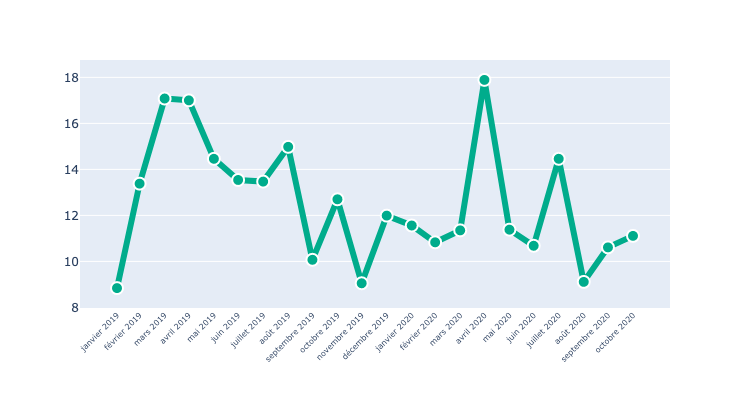 18
16
14
12
10
8
janvier 2019
février 2019
mars 2019
avril 2019
mai 2019
juin 2019
juillet 2019
août 2019
septembre 2019
octobre 2019
novembre 2019
décembre 2019
janvier 2020
février 2020
mars 2020
avril 2020
mai 2020
juin 2020
juillet 2020
août 2020
septembre 2020
octobre 2020